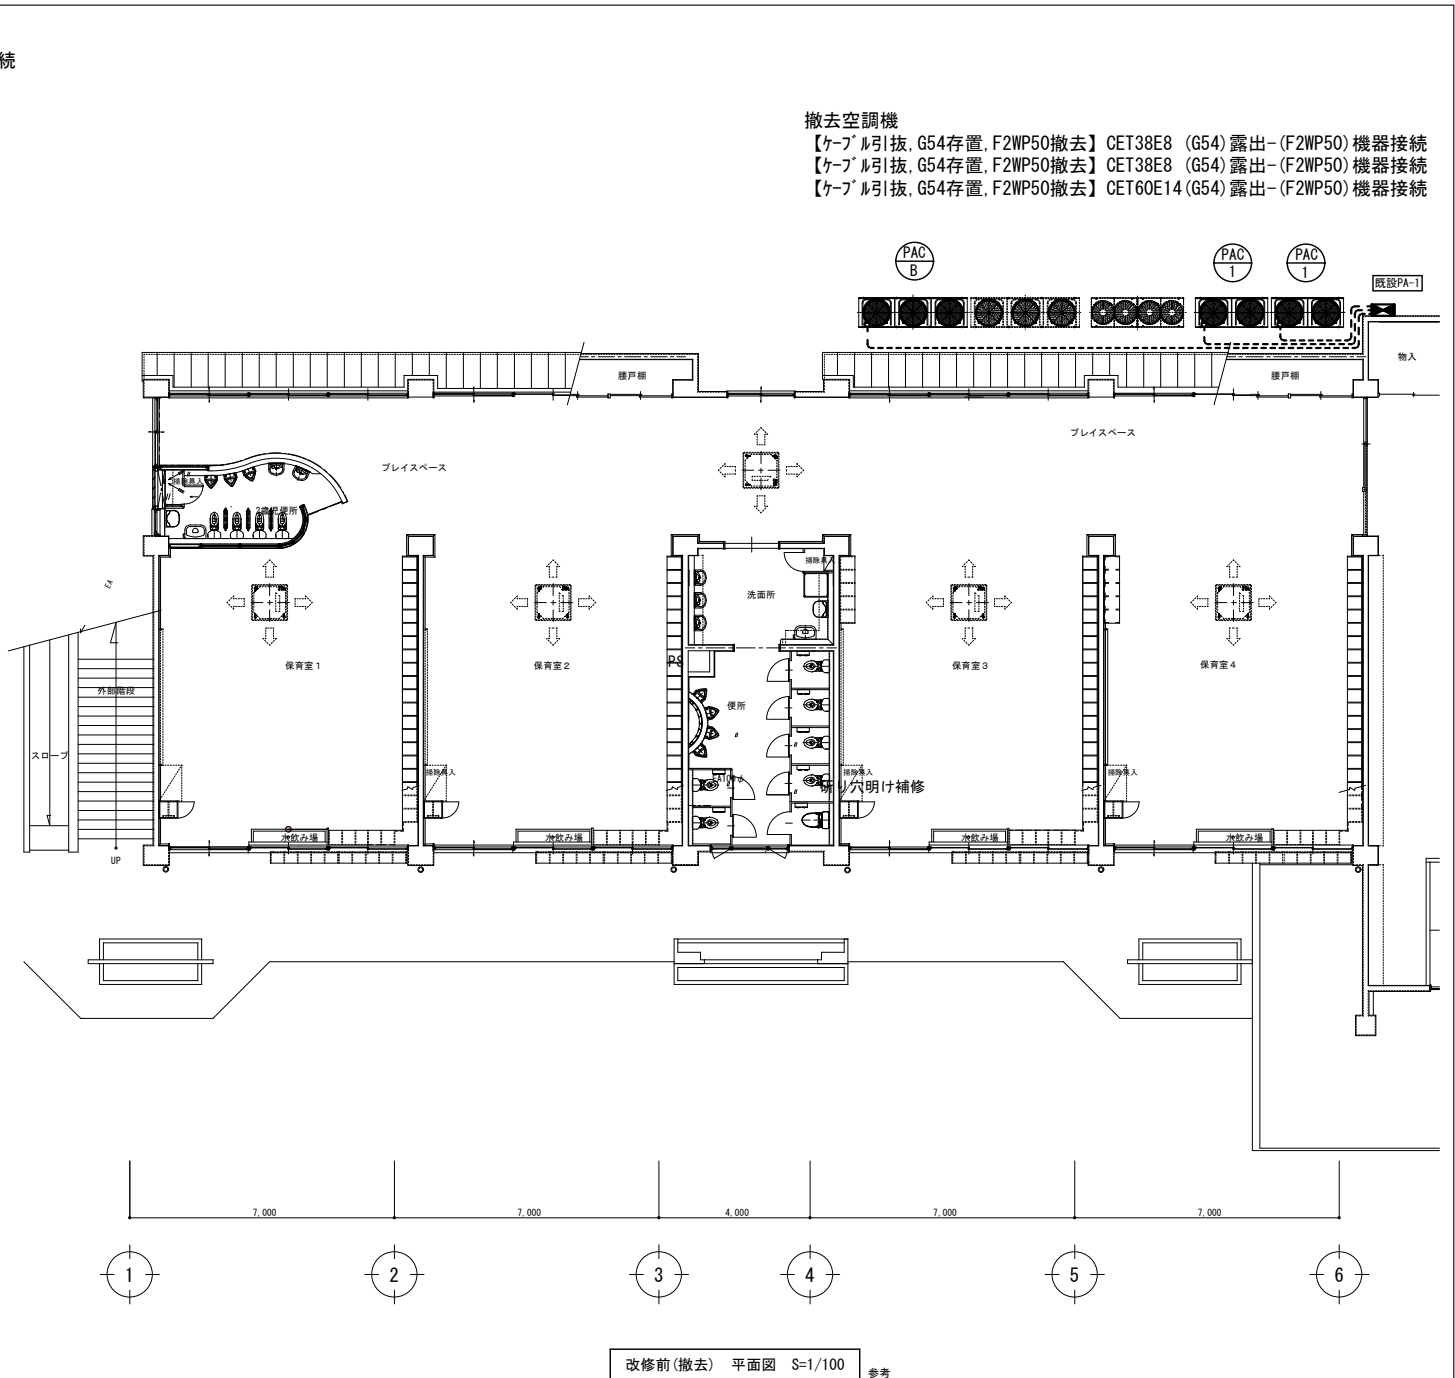 続
撤去空調機
【ｹｰﾌﾞﾙ引抜,G54存置,F2WP50撤去】CET38E8 (G54)露出-(F2WP50)機器接続
【ｹｰﾌﾞﾙ引抜,G54存置,F2WP50撤去】CET38E8 (G54)露出-(F2WP50)機器接続
【ｹｰﾌﾞﾙ引抜,G54存置,F2WP50撤去】CET60E14(G54)露出-(F2WP50)機器接続
PAC
B
PAC
1
PAC
1
既設PA-1
物入
腰戸棚
腰戸棚
プレイスペース
プレイスペース
掃除具入
2歳児便所
掃除具入
洗面所
EA
保育室1
保育室2
PS
保育室3
保育室4
外部階段
便所
スロープ
掃除具入
掃除具入
掃除具入
研り穴明け補修
水飲み場
水飲み場
水飲み場
水飲み場
UP
7,000
7,000
4,000
7,000
7,000
1
2
3
4
5
6
改修前(撤去) 平面図 S=1/100
参考